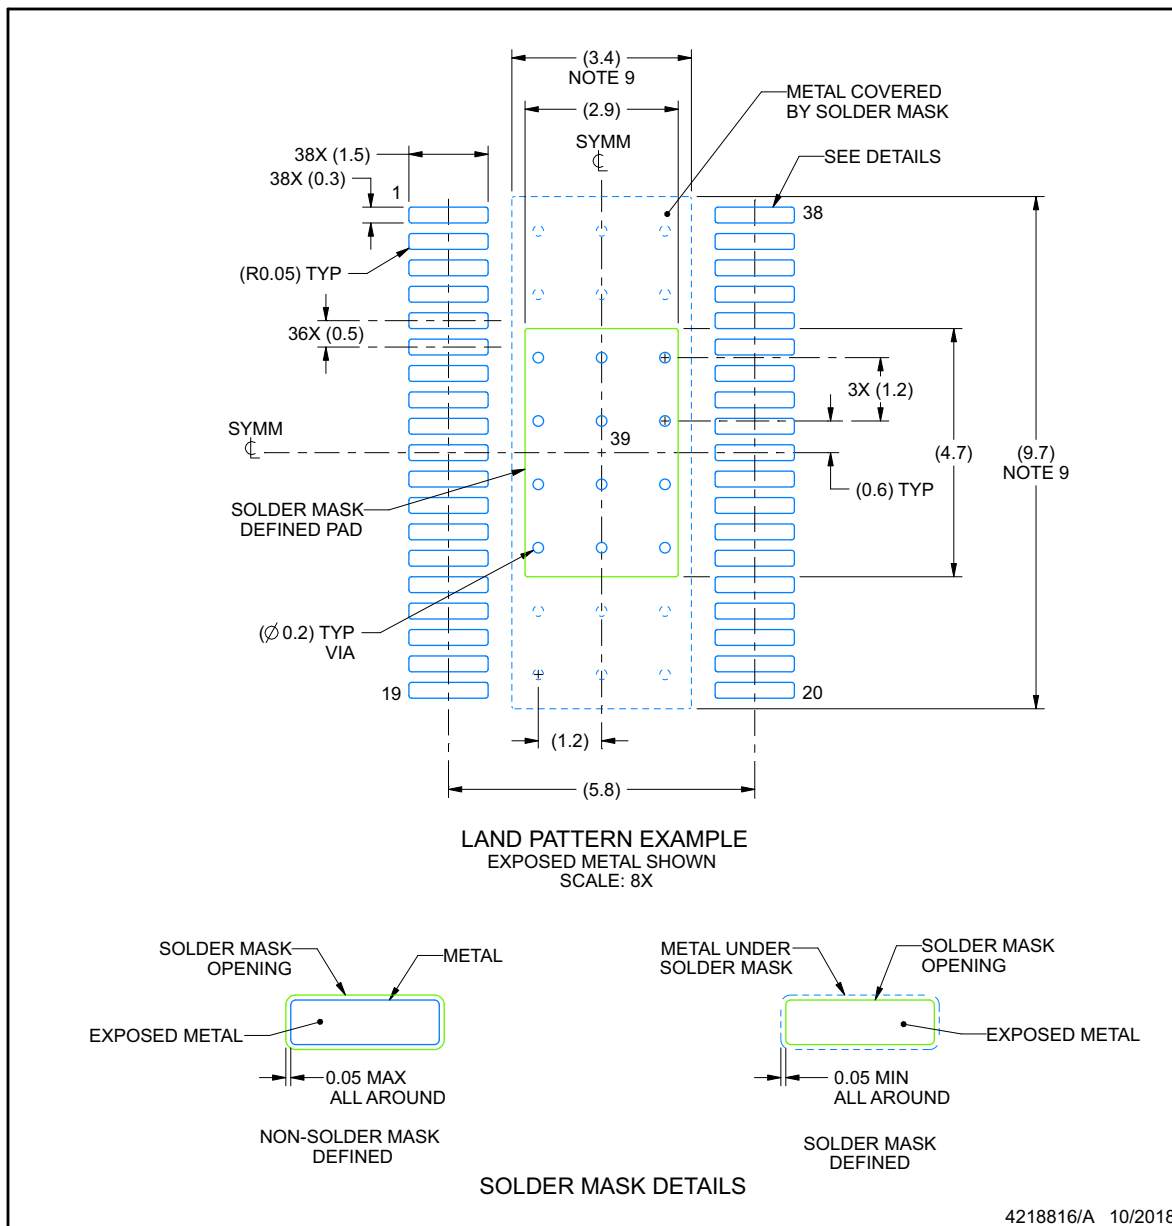 (3.4)
NOTE 9
(2.9)
METAL COVERED
BY SOLDER MASK
SYMM
38X (1.5)
SEE DETAILS
38X (0.3)
1
38
(R0.05) TYP
36X (0.5)
3X (1.2)
SYMM
39
(4.7)
(9.7)
NOTE 9
(0.6) TYP
SOLDER MASK
DEFINED PAD
(Ø 0.2) TYP
VIA
19
20
(1.2)
(5.8)
LAND PATTERN EXAMPLE
EXPOSED METAL SHOWN
SCALE: 8X
SOLDER MASK
OPENING
METAL
EXPOSED METAL
0.05 MAX
ALL AROUND
NON-SOLDER MASK
DEFINED
METAL UNDER
SOLDER MASK
SOLDER MASK
OPENING
EXPOSED METAL
0.05 MIN
ALL AROUND
SOLDER MASK
DEFINED
SOLDER MASK DETAILS
4218816/A 10/2018